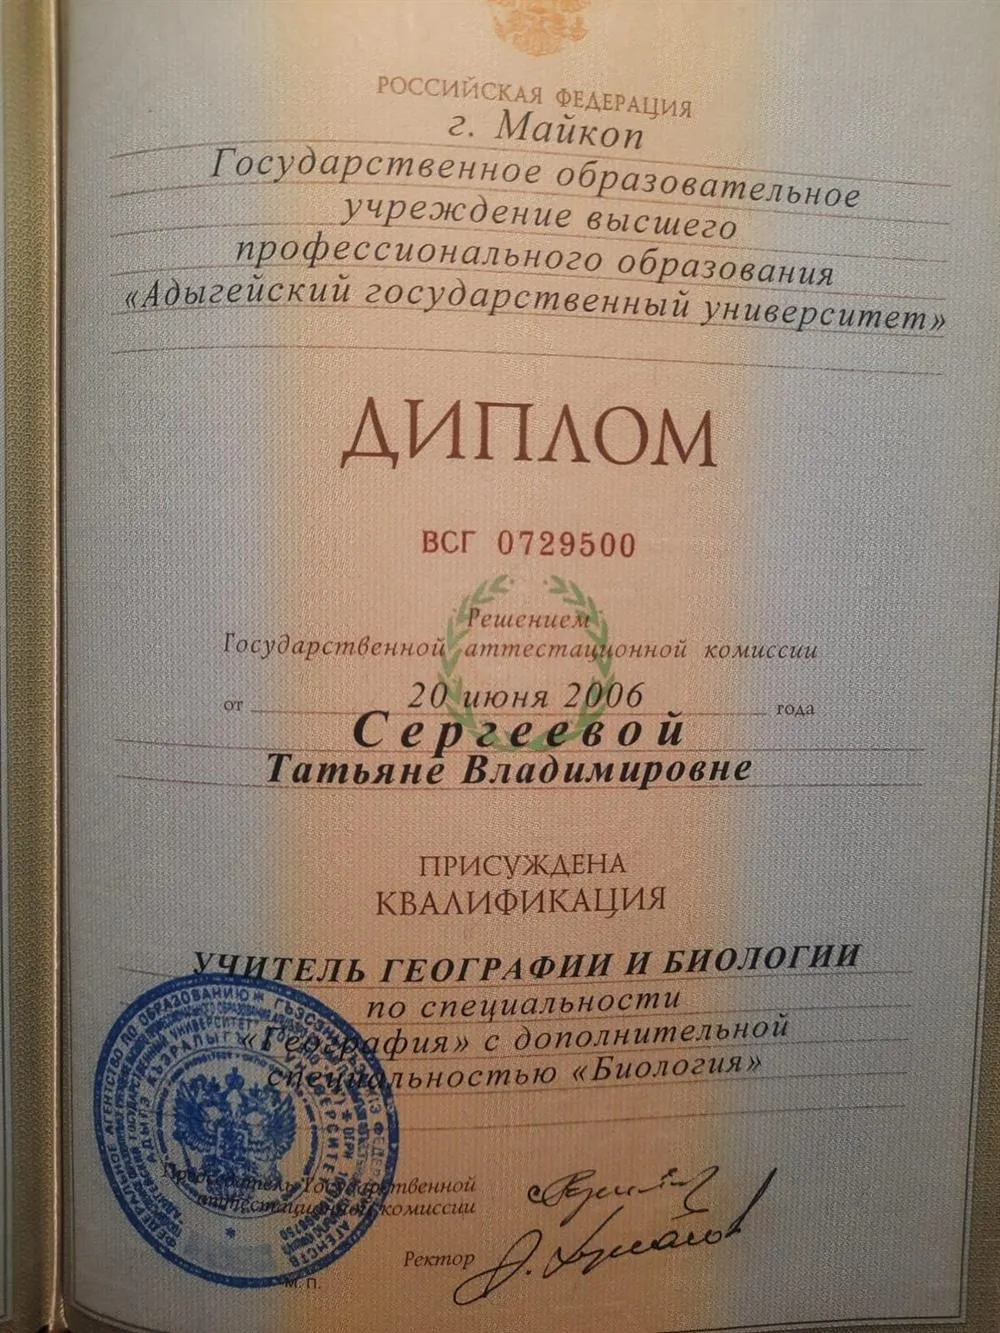 РОССИЙСКАЯ ФЕДЕРАЦИЯ
г. Майкоп
Государственное образовательное
учреждение высшего
профессионального образования
«Адыгейский государственный университет»
ДИПЛОМ
ВСГ 0729500
Решением
Государственной аттестационной комиссии
от 20 июня 2006 года
Сергеевой
Татьяне Владимировне
ПРИСУЖДЕНА
КВАЛИФИКАЦИЯ
УЧИТЕЛЬ ГЕОГРАФИИ И БИОЛОГИИ
по специальности
«География» с дополнительной
специальностью «Биология»
Председатель Государственной
аттестационной комиссии
Ректор
М. П.